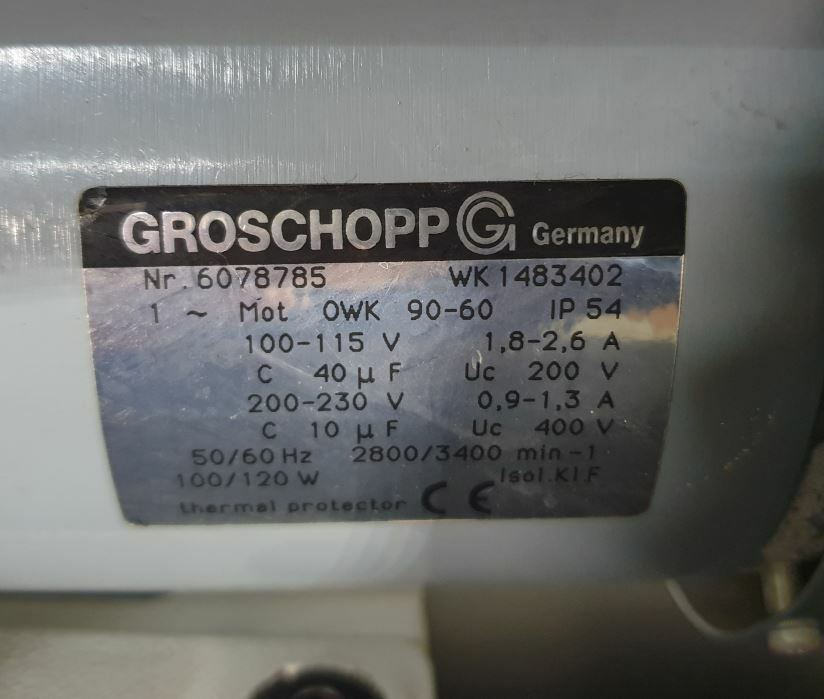 GROSCHOPP G Germany
Nr. 6078785 WK 1483402
1 ~ Mot OWK 90-60 IP 54
100-115 V 1,8-2,6 A
C 40 µF Uc 200 V
200-230 V 0,9-1,3 A
C 10 µF Uc 400 V
50/60 Hz 2800/3400 min-1
100/120 W Isol.Kl.F
thermal protector CE